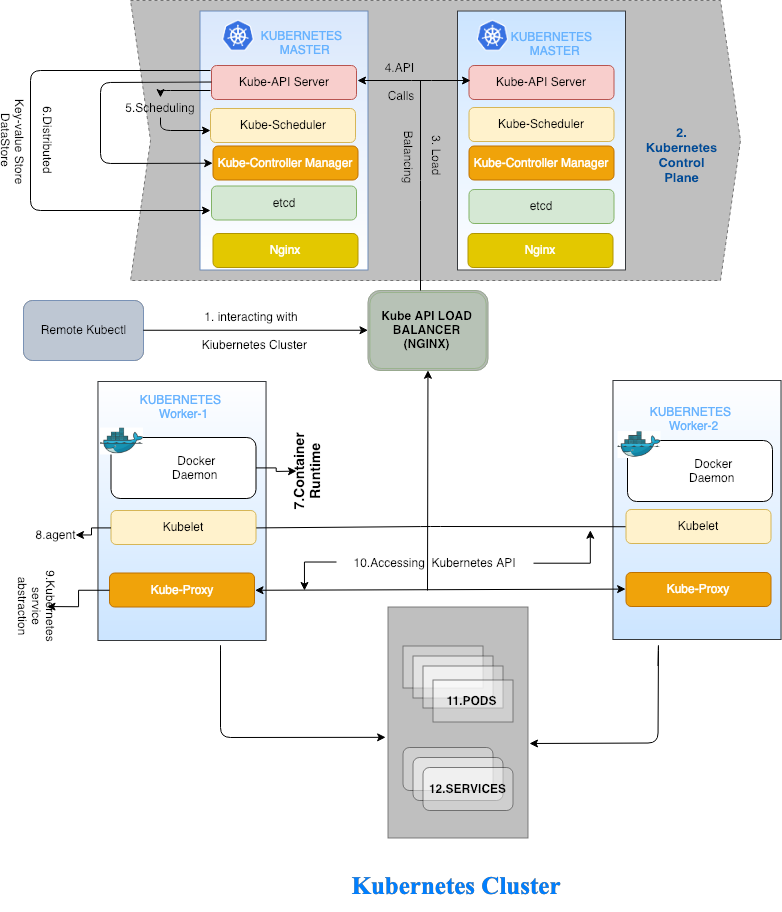 KUBERNETES
MASTER
Kube-API Server
5.Scheduling
Kube-Scheduler
Kube-Controller Manager
etcd
Nginx
6.Distributed
Key-value Store
DataStore
4.API
Calls
3. Load
Balancing
KUBERNETES
MASTER
Kube-API Server
Kube-Scheduler
Kube-Controller Manager
etcd
Nginx
2.
Kubernetes
Control
Plane
Remote Kubectl
1. interacting with
Kiubernetes Cluster
Kube API LOAD
BALANCER
(NGINX)
KUBERNETES
Worker-1
Docker
Daemon
7.Container
Runtime
Kubelet
8.agent
Kube-Proxy
9.Kubernetes
service
abstraction
10.Accessing Kubernetes API
KUBERNETES
Worker-2
Docker
Daemon
Kubelet
Kube-Proxy
11.PODS
12.SERVICES
Kubernetes Cluster